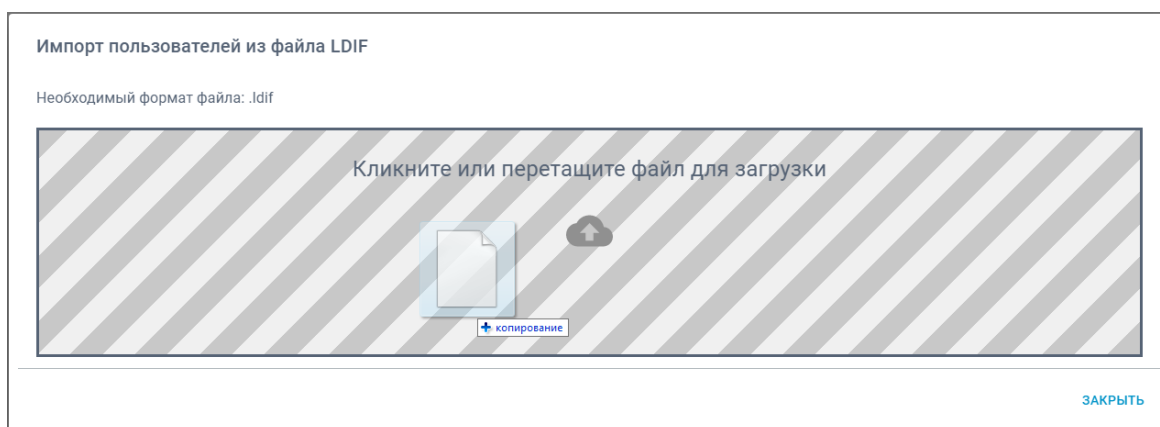 Импорт пользователей из файла LDIF
Необходимый формат файла: .ldif
Кликните или перетащите файл для загрузки
копирование
ЗАКРЫТЬ